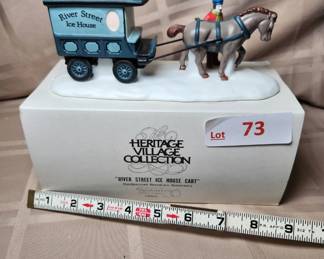 River Street
Ice House
Lot 73
The
HERITAGE
VILLAGE
COLLECTION
"RIVER STREET ICE HOUSE CART"
1 2 3 4 5 6 7 8 9